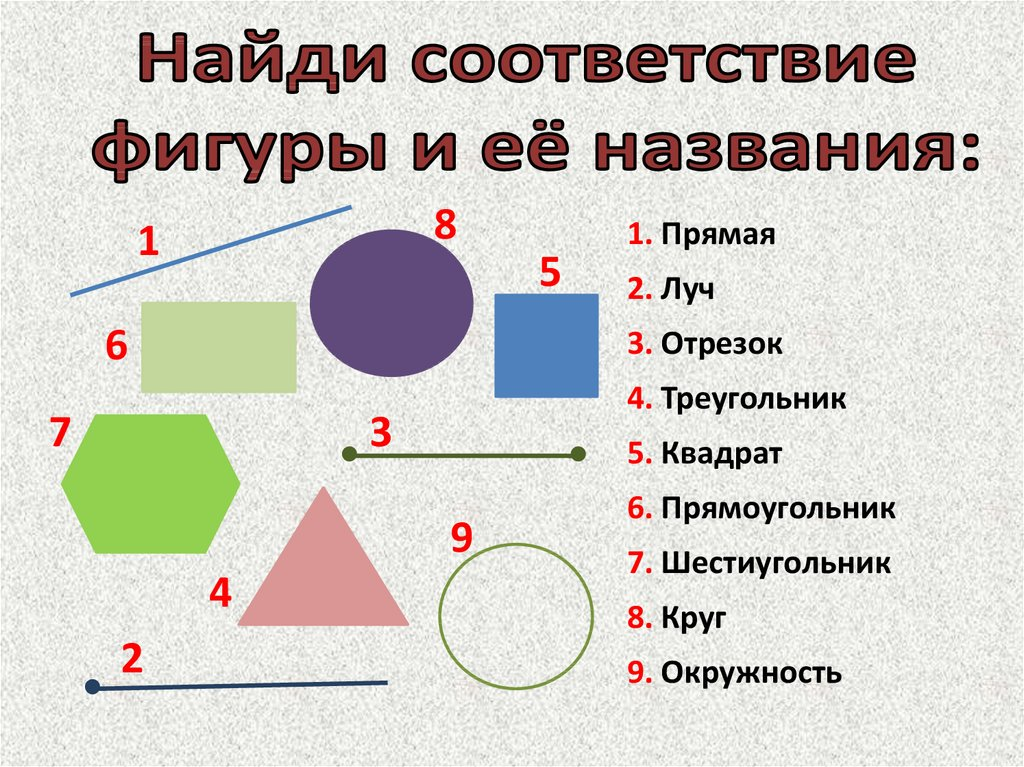 Найди соответствие
фигуры и её названия:
1
8
5
6
7
3
9
4
2
1. Прямая
2. Луч
3. Отрезок
4. Треугольник
5. Квадрат
6. Прямоугольник
7. Шестиугольник
8. Круг
9. Окружность